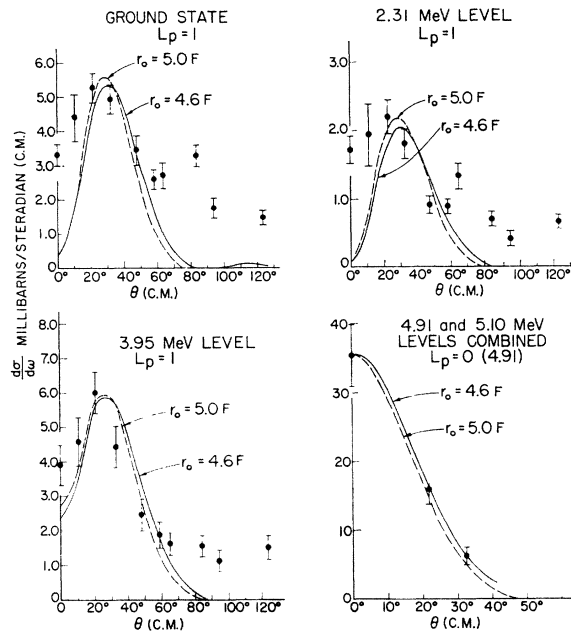 GROUND STATE
Lp = 1
r₀ = 5.0 F
r₀ = 4.6 F
6.0
5.0
4.0
3.0
2.0
1.0
0
0° 20° 40° 60° 80° 100° 120°
θ (C.M.)
2.31 MeV LEVEL
Lp = 1
r₀ = 5.0 F
r₀ = 4.6 F
3.0
2.0
1.0
0
0° 20° 40° 60° 80° 100° 120°
θ (C.M.)
dσ/dω MILLIBARNS/STERADIAN (C.M.)
3.95 MeV LEVEL
Lp = 1
r₀ = 5.0 F
r₀ = 4.6 F
7.0
6.0
5.0
4.0
3.0
2.0
1.0
0
0° 20° 40° 60° 80° 100° 120°
θ (C.M.)
4.91 and 5.10 MeV
LEVELS COMBINED
Lp = 0 (4.91)
r₀ = 4.6 F
r₀ = 5.0 F
40
35
30
25
20
15
10
5
0
0° 10° 20° 30° 40° 50° 60°
θ (C.M.)